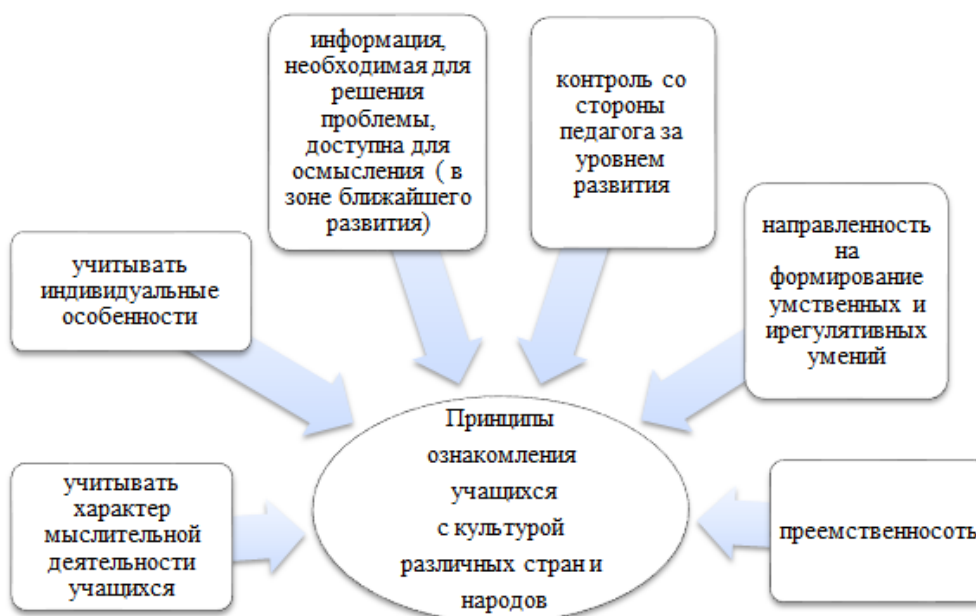 учитывать
характер
мыслительной
деятельности
учащихся
учитывать
индивидуальные
особенности
информация,
необходимая для
решения
проблемы,
доступна для
осмысления ( в
зоне ближайшего
развития)
контроль со
стороны
педагога за
уровнем
развития
направленность
на
формирование
умственных и
ирегулятивных
умений
преемственносоть
Принципы
ознакомления
учащихся
с культурой
различных стран и
народов